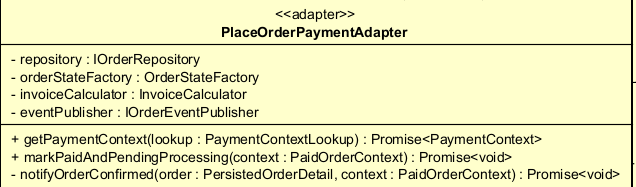 <<adapter>>
PlaceOrderPaymentAdapter
- repository : IOrderRepository
- orderStateFactory : OrderStateFactory
- invoiceCalculator : InvoiceCalculator
- eventPublisher : IOrderEventPublisher
+ getPaymentContext(lookup : PaymentContextLookup) : Promise<PaymentContext>
+ markPaidAndPendingProcessing(context : PaidOrderContext) : Promise<void>
- notifyOrderConfirmed(order : PersistedOrderDetail, context : PaidOrderContext) : Promise<void>